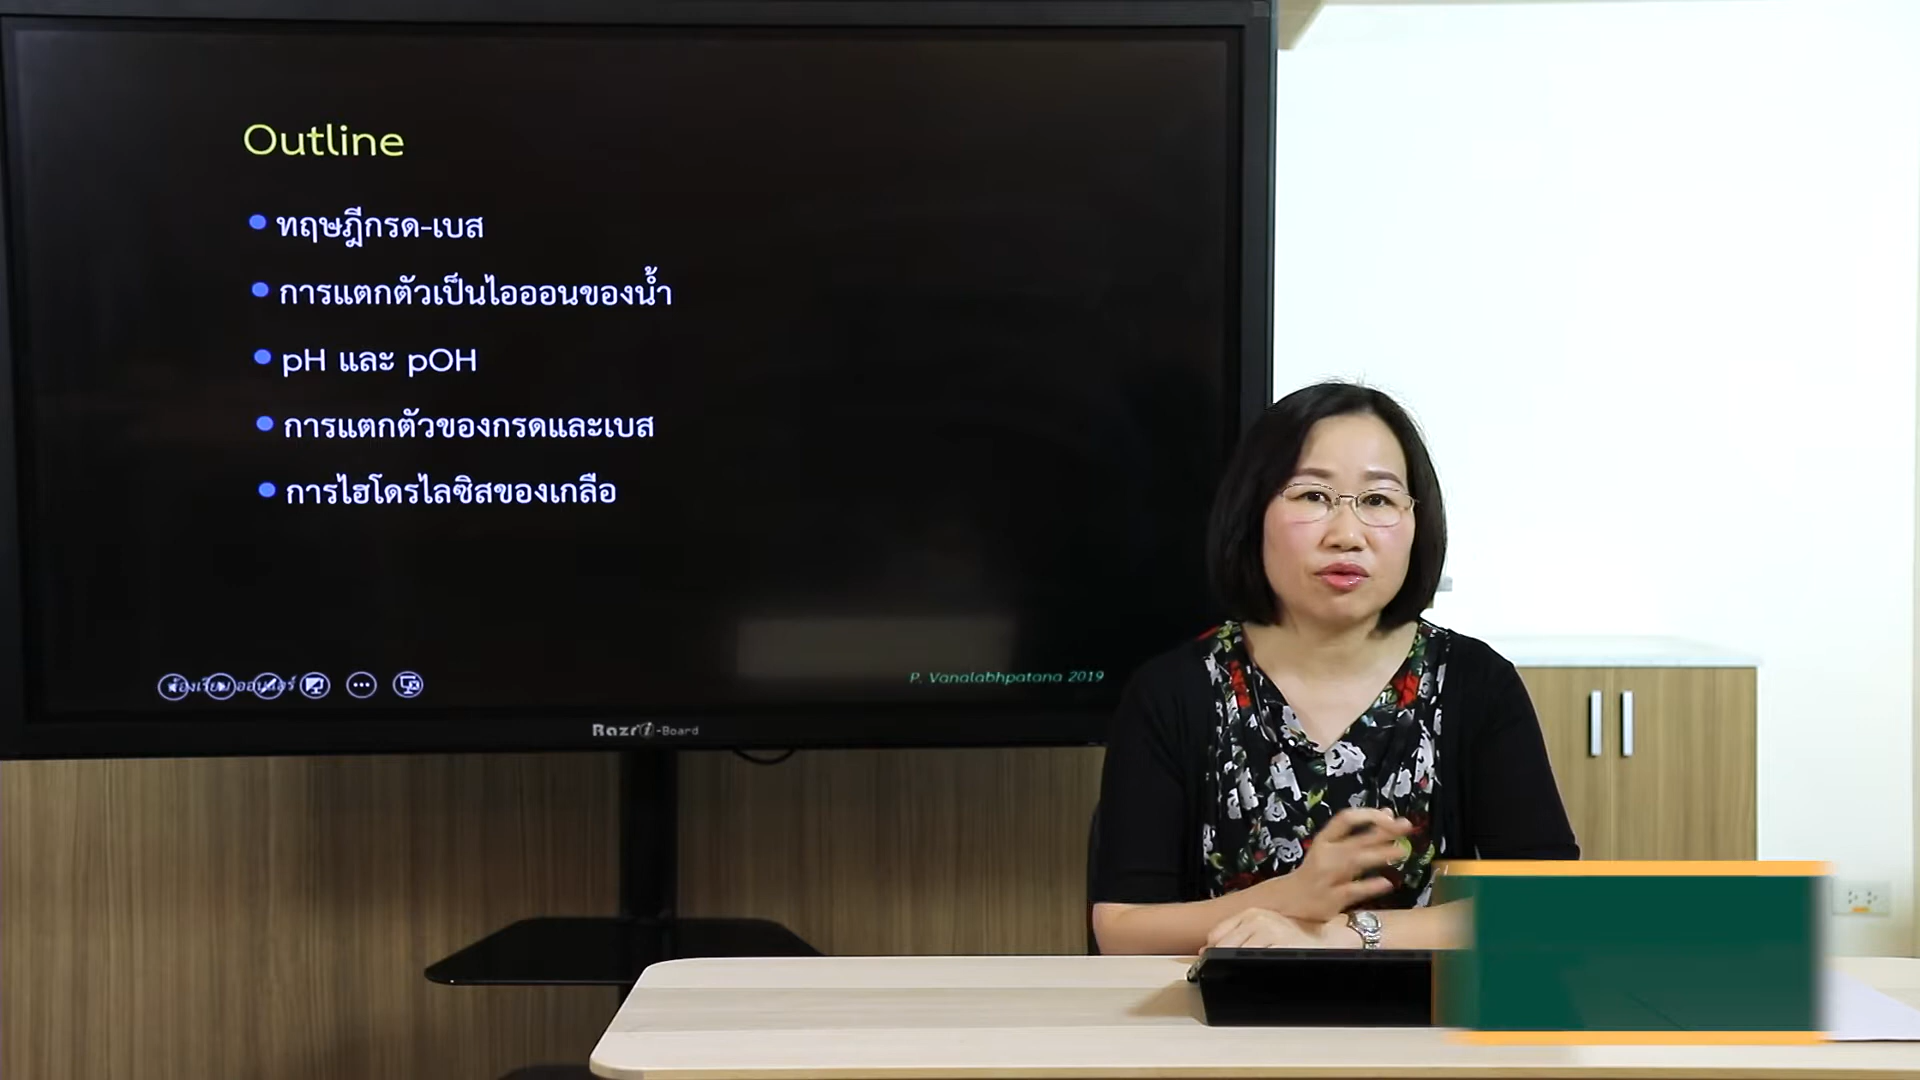 Outline
ทฤษฎีกรด-เบส
การแตกตัวเป็นไอออนของน้ำ
pH และ pOH
การแตกตัวของกรดและเบส
การไฮโดรไลซิสของเกลือ
P. Vanalabhpatana 2019
Razr i-Board